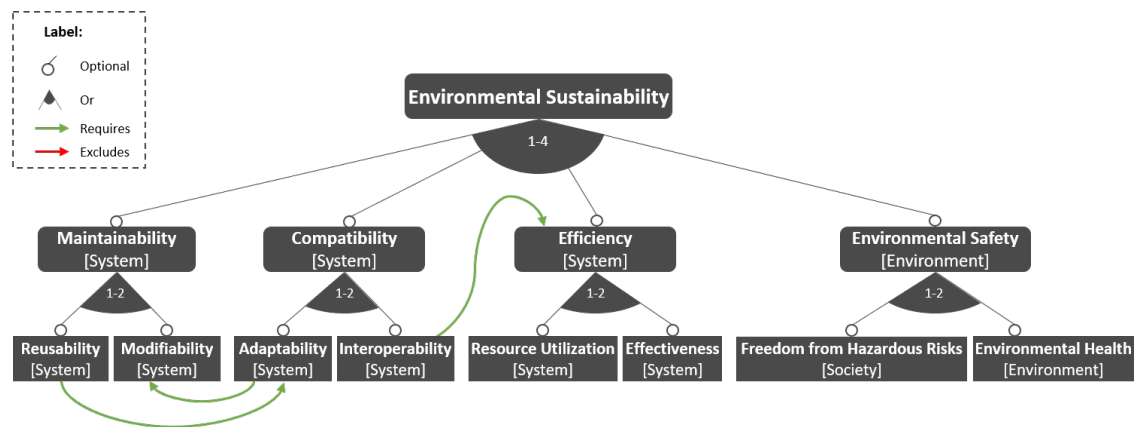 Label:
Optional
Or
Requires
Excludes
Environmental Sustainability
1-4
Maintainability
[System]
Compatibility
[System]
Efficiency
[System]
Environmental Safety
[Environment]
1-2
1-2
1-2
1-2
Reusability
[System]
Modifiability
[System]
Adaptability
[System]
Interoperability
[System]
Resource Utilization
[System]
Effectiveness
[System]
Freedom from Hazardous Risks
[Society]
Environmental Health
[Environment]